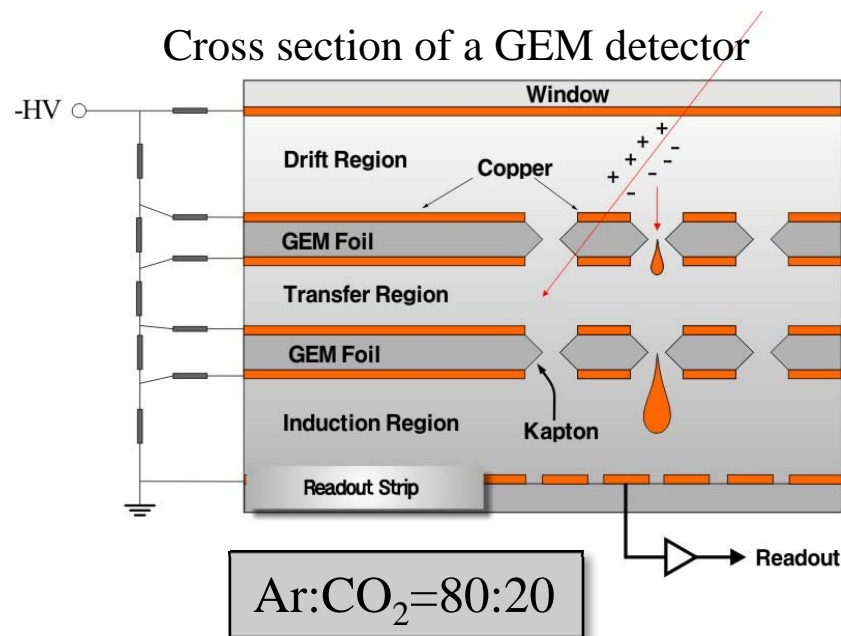 Cross section of a GEM detector
Window
-HV
Drift Region
Copper
+ + + + +
- - - - -
GEM Foil
Transfer Region
GEM Foil
Induction Region
Kapton
Readout Strip
Readout
Ar:CO₂=80:20